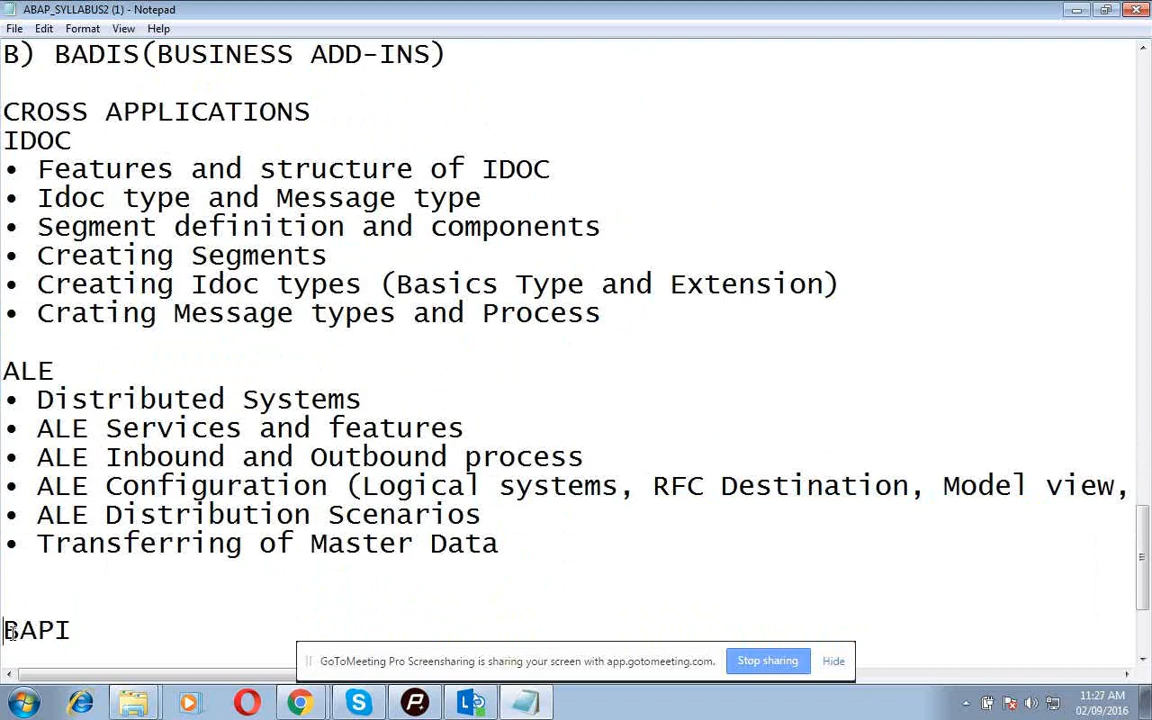 ABAP_SYLLABUS2 (1) - Notepad
File Edit Format View Help
B) BADIS(BUSINESS ADD-INS)
CROSS APPLICATIONS
IDOC
• Features and structure of IDOC
• Idoc type and Message type
• Segment definition and components
• Creating Segments
• Creating Idoc types (Basics Type and Extension)
• Crating Message types and Process
ALE
• Distributed Systems
• ALE Services and features
• ALE Inbound and Outbound process
• ALE Configuration (Logical systems, RFC Destination, Model view,
• ALE Distribution Scenarios
• Transferring of Master Data
BAPI
GoToMeeting Pro Screensharing is sharing your screen with app.gotomeeting.com. Stop sharing Hide
11:27 AM
02/09/2016